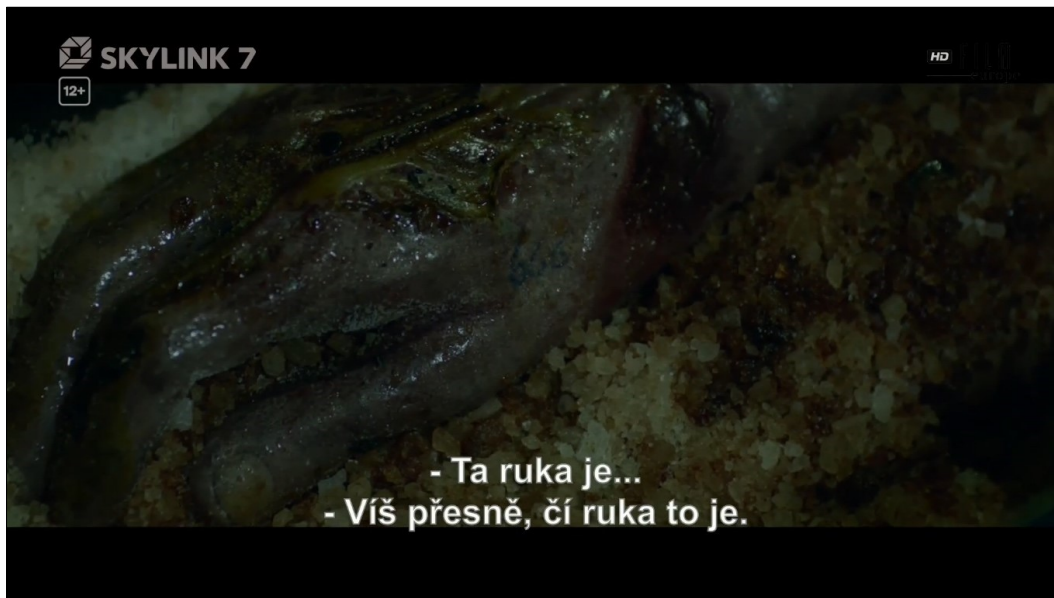 SKYLINK 7
HD
12+
- Ta ruka je...
- Víš přesně, čí ruka to je.